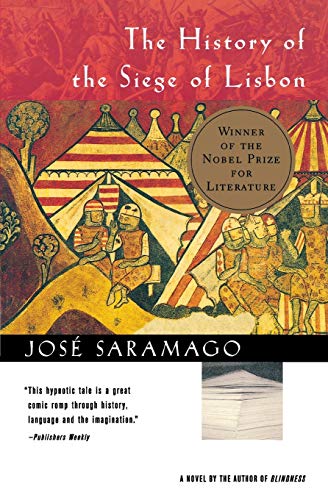 The History of
the Siege of Lisbon
Winner
of the
Nobel Prize
for
Literature
JOSÉ SARAMAGO
"This hypnotic tale is a great
comic romp through history,
language and the imagination."
—Publishers Weekly
A NOVEL BY THE AUTHOR OF BLINDNESS